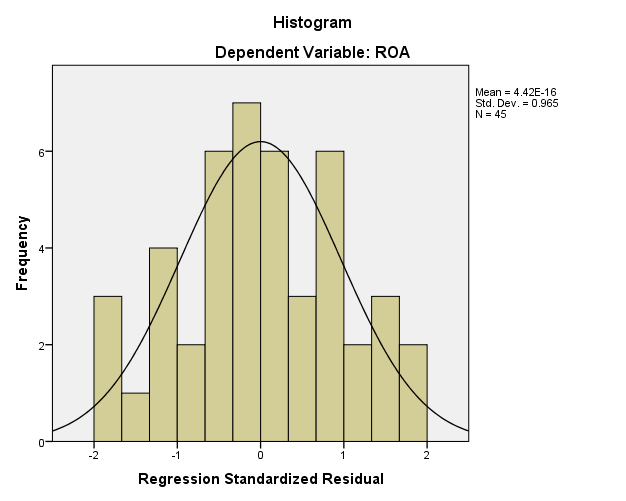 Histogram
Dependent Variable: ROA
Mean = 4.42E-16
Std. Dev. = 0.965
N = 45
Frequency
6
4
2
0
-2
-1
0
1
2
Regression Standardized Residual